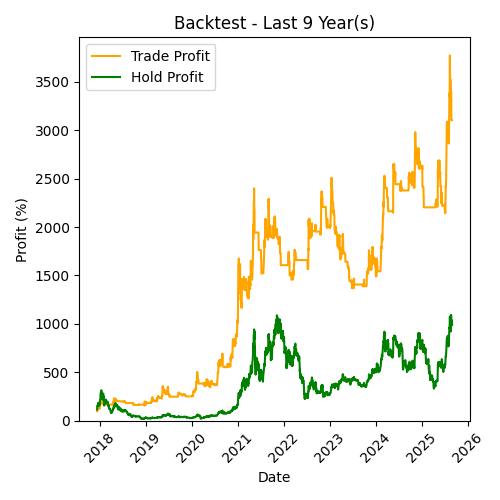 Backtest - Last 9 Year(s)
Trade Profit
Hold Profit
Profit (%)
3500
3000
2500
2000
1500
1000
500
0
2018 2019 2020 2021 2022 2023 2024 2025 2026
Date